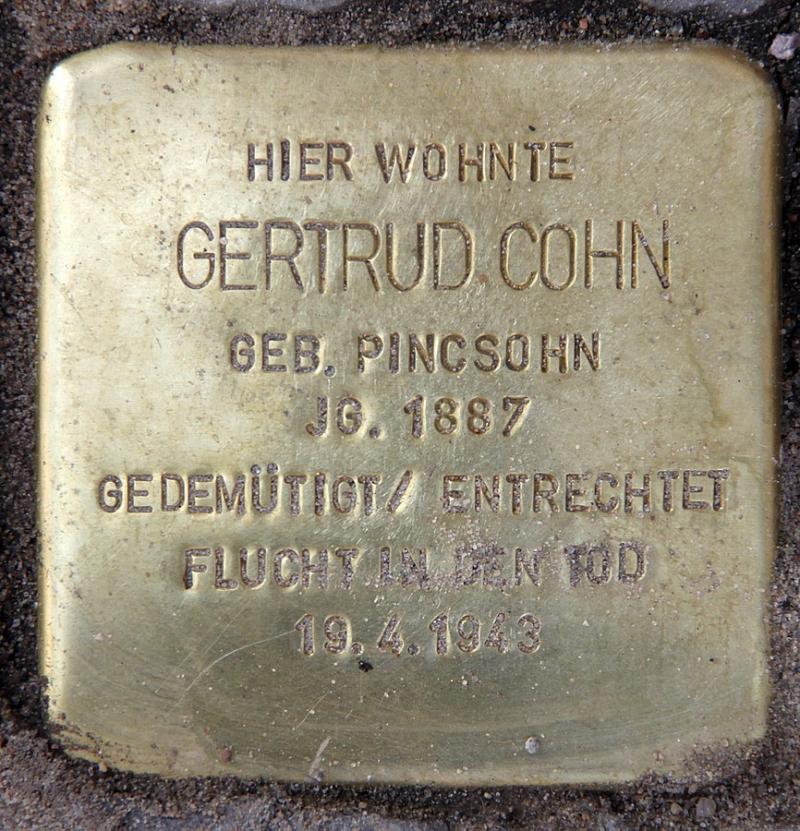 HIER WOHNTE
GERTRUD COHN
GEB. PINCSOHN
JG. 1887
GEDEMÜTIGT/ ENTRECHTET
FLUCHT IN DEN TOD
19.4.1943